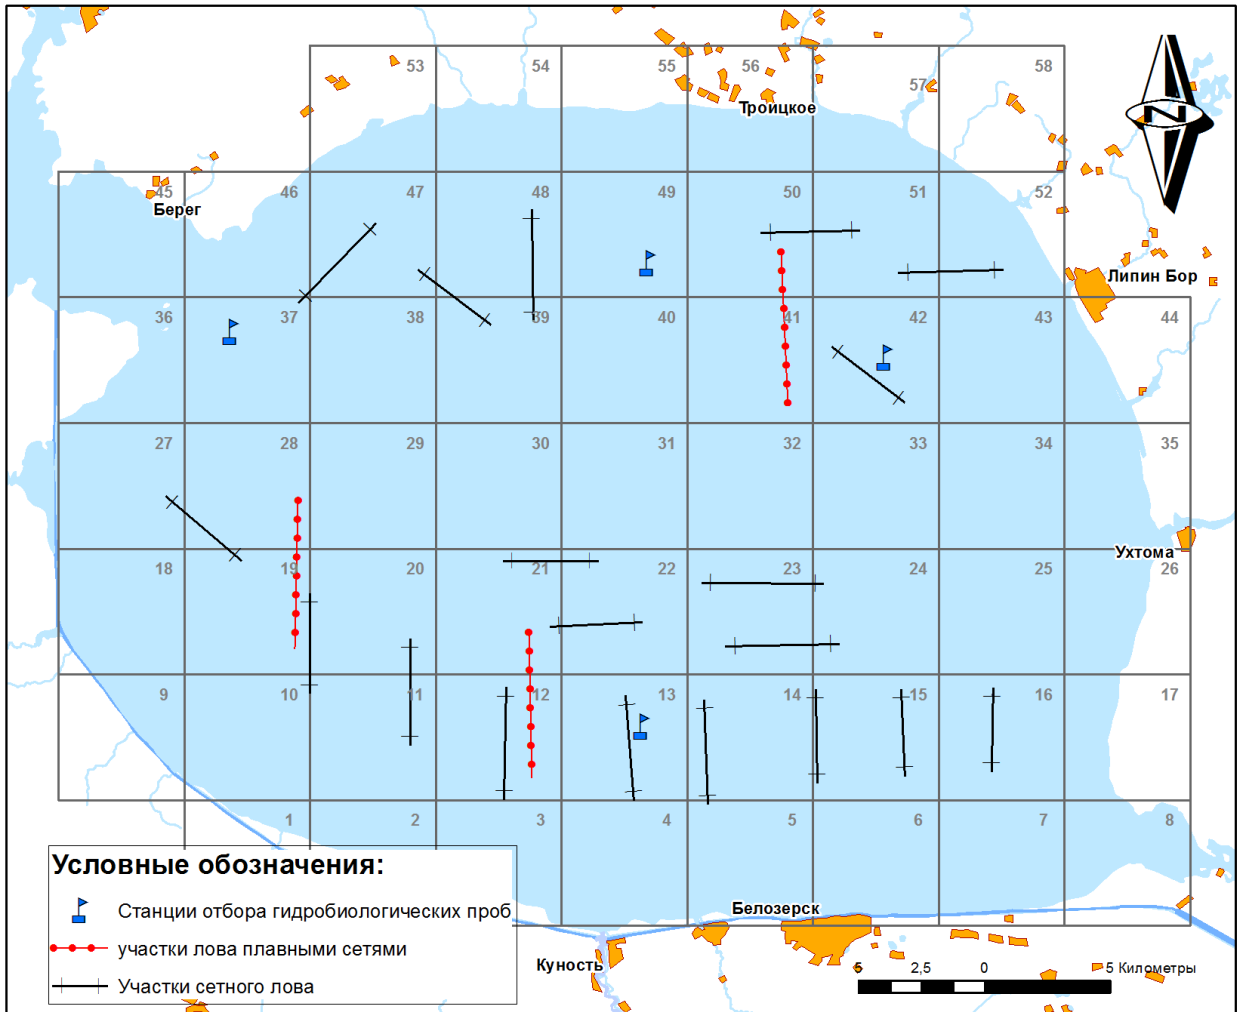 53 54 55 56 57 58
Троицкое
45 46 47 48 49 50 51 52
Берег
N
Липин Бор
36 37 38 39 40 41 42 43 44
27 28 29 30 31 32 33 34 35
Ухтома
18 19 20 21 22 23 24 25 26
9 10 11 12 13 14 15 16 17
1 2 3 4 5 6 7 8
Условные обозначения:
Станции отбора гидробиологических проб
участки лова плавными сетями
Участки сетного лова
Белозерск
Куность
5 2,5 0 5 Километры